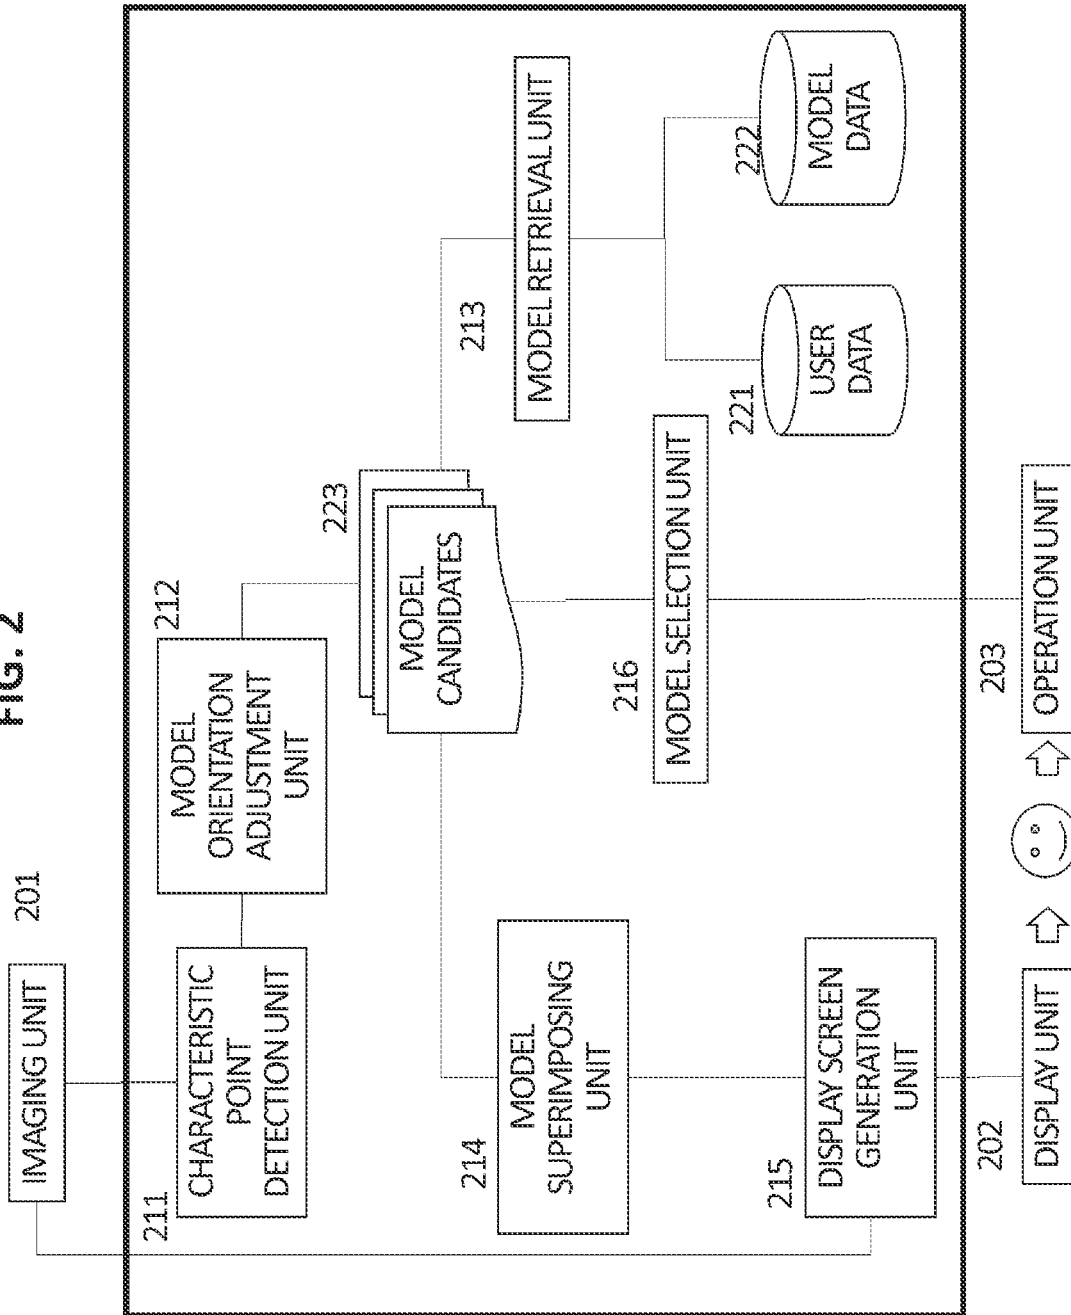 FIG. 2
IMAGING UNIT
201
211
CHARACTERISTIC
POINT
DETECTION UNIT
212
MODEL
ORIENTATION
ADJUSTMENT
UNIT
223
MODEL
CANDIDATES
213
MODEL RETRIEVAL UNIT
214
MODEL
SUPERIMPOSING
UNIT
216
MODEL SELECTION UNIT
221
USER
DATA
222
MODEL
DATA
215
DISPLAY SCREEN
GENERATION
UNIT
202
DISPLAY UNIT
203
OPERATION UNIT